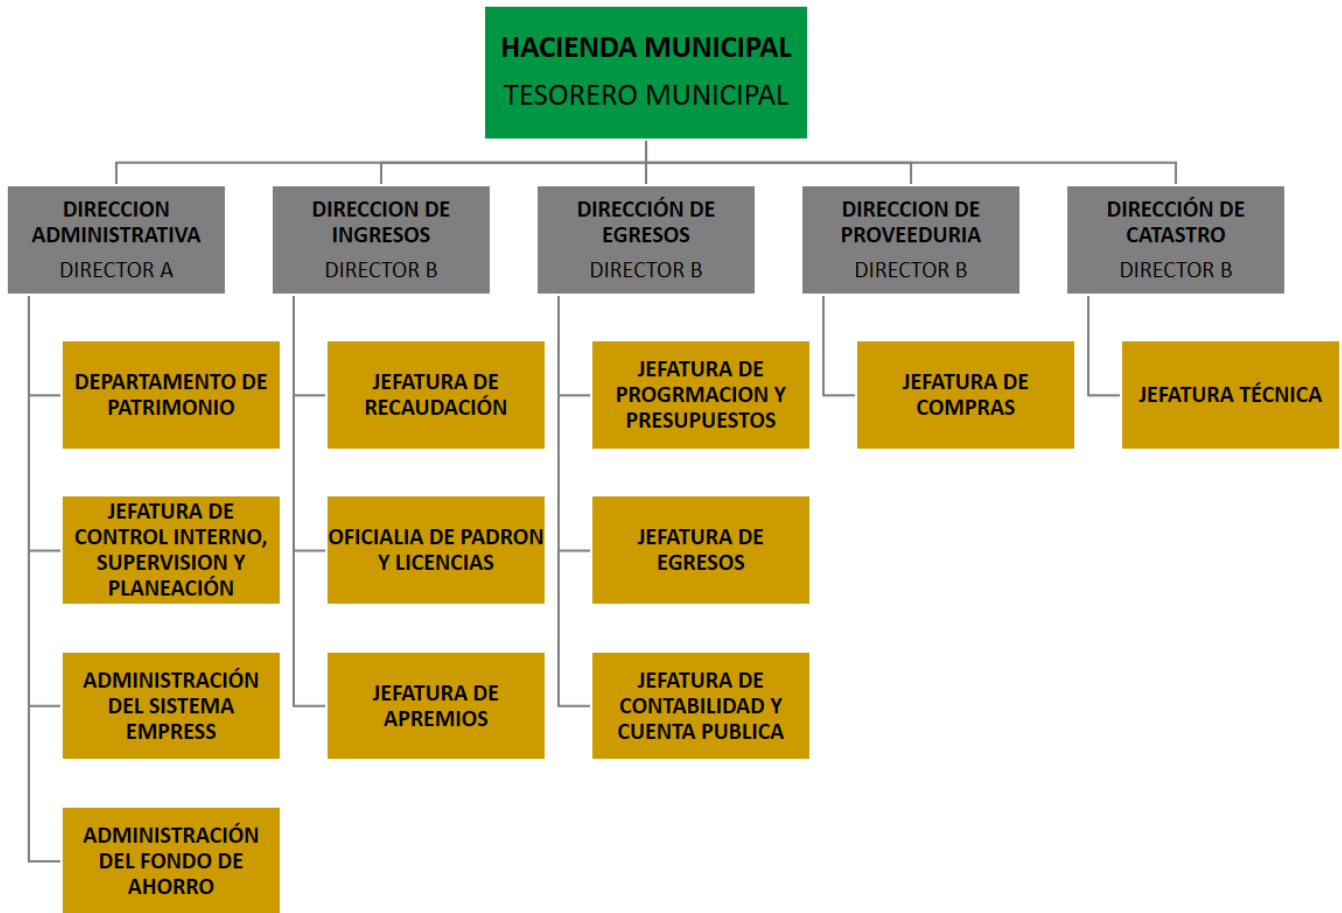 HACIENDA MUNICIPAL
TESORERO MUNICIPAL
DIRECCION
ADMINISTRATIVA
DIRECTOR A
DIRECCION DE
INGRESOS
DIRECTOR B
DIRECCIÓN DE
EGRESOS
DIRECTOR B
DIRECCION DE
PROVEEDURIA
DIRECTOR B
DIRECCIÓN DE
CATASTRO
DIRECTOR B
DEPARTAMENTO DE
PATRIMONIO
JEFATURA DE
CONTROL INTERNO,
SUPERVISION Y
PLANEACIÓN
ADMINISTRACIÓN
DEL SISTEMA
EMPRESS
ADMINISTRACIÓN
DEL FONDO DE
AHORRO
JEFATURA DE
RECAUDACIÓN
OFICIALIA DE PADRON
Y LICENCIAS
JEFATURA DE
APREMIOS
JEFATURA DE
PROGRMACION Y
PRESUPUESTOS
JEFATURA DE
EGRESOS
JEFATURA DE
CONTABILIDAD Y
CUENTA PUBLICA
JEFATURA DE
COMPRAS
JEFATURA TÉCNICA